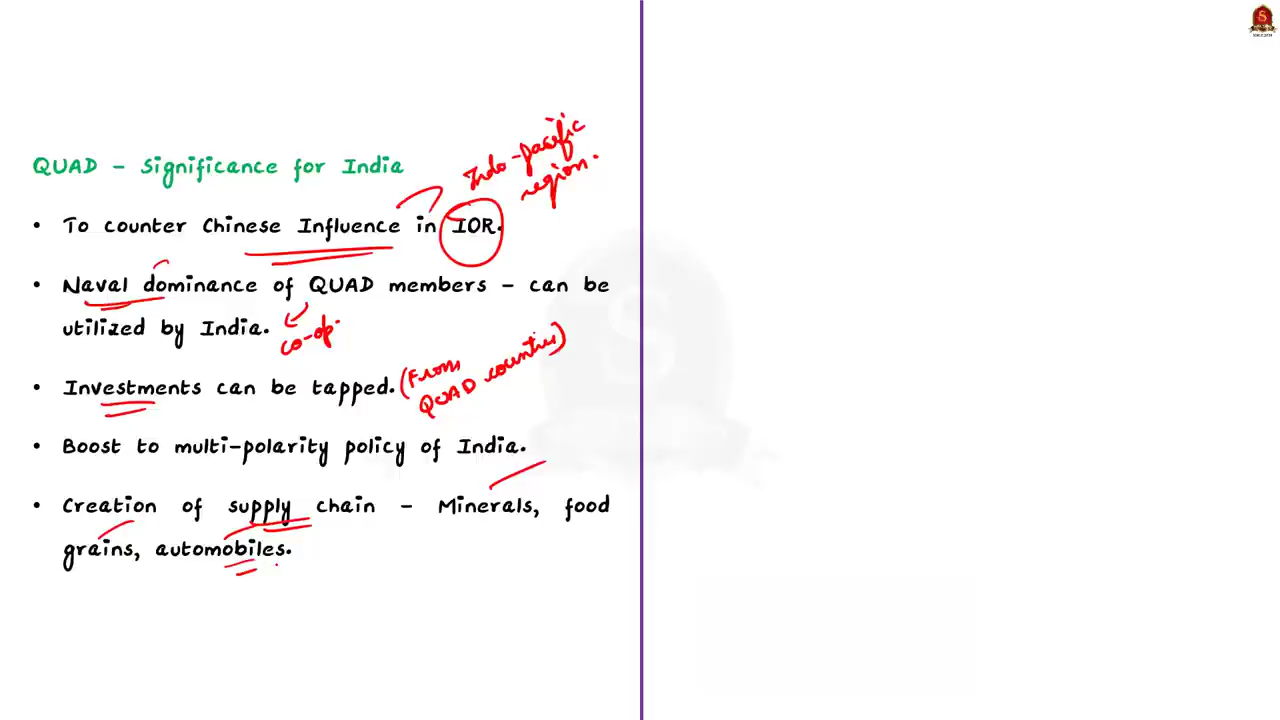 QUAD - Significance for India
Indo-pacific
region.
• To counter Chinese Influence in IOR.
• Naval dominance of QUAD members - can be
utilized by India.
co-op.
• Investments can be tapped.
(From
QUAD countries)
• Boost to multi-polarity policy of India.
• Creation of supply chain - Minerals, food
grains, automobiles.
S